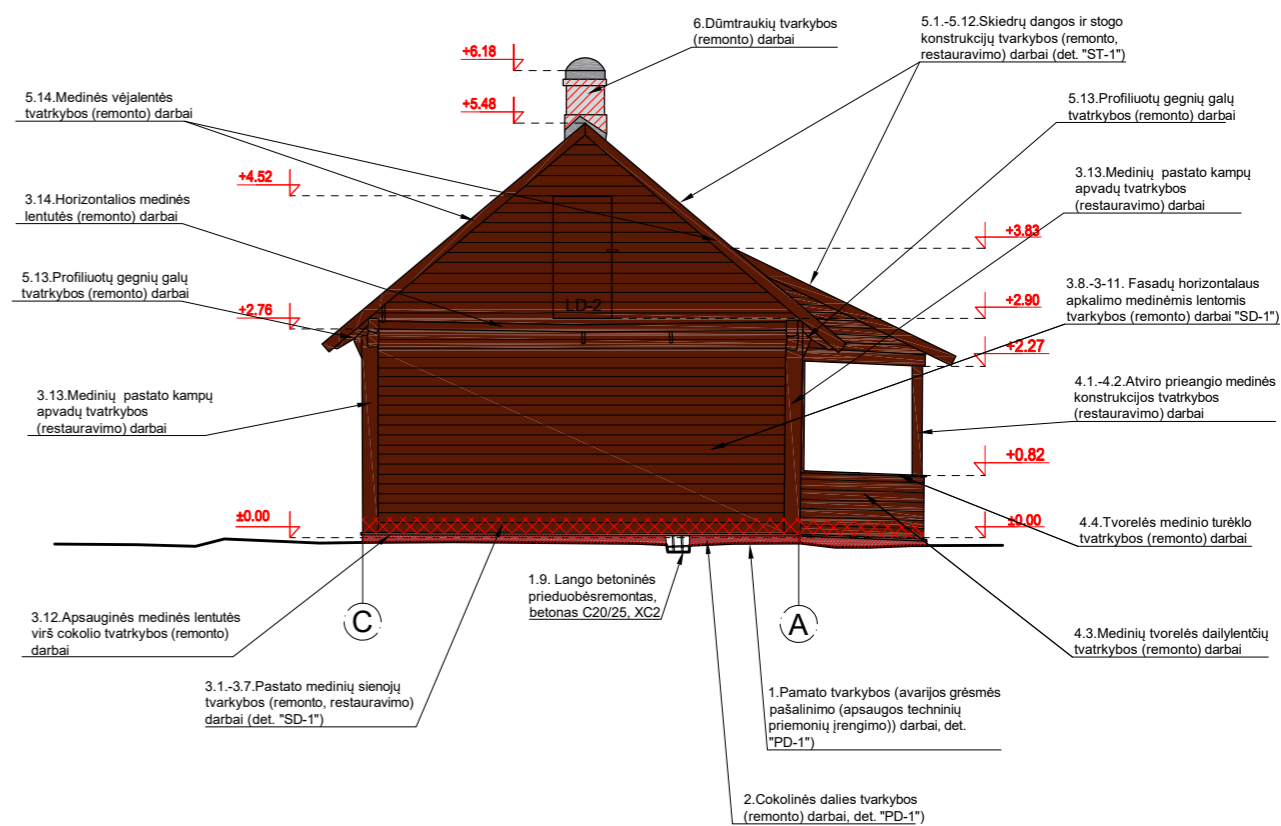 6.Dūmtraukių tvarkybos
(remonto) darbai
5.1.-5.12.Skiedrų dangos ir stogo
konstrukcijų tvarkybos (remonto,
restauravimo) darbai (det. "ST-1")
+6.18
5.14.Medinės vėjalentės
tvatrkybos (remonto) darbai
+5.48
5.13.Profiliuotų gegnių galų
tvatrkybos (remonto) darbai
+4.52
3.14.Horizontalios medinės
lentutės (remonto) darbai
3.13.Medinių pastato kampų
apvadų tvatrkybos
(restauravimo) darbai
+3.83
5.13.Profiliuotų gegnių galų
tvatrkybos (remonto) darbai
+2.76
LD-2
+2.90
3.8.-3-11. Fasadų horizontalaus
apkalimo medinėmis lentomis
tvarkybos (remonto) darbai "SD-1")
+2.27
3.13.Medinių pastato kampų
apvadų tvatrkybos
(restauravimo) darbai
4.1.-4.2.Atviro prieangio medinės
konstrukcijos tvatrkybos
(restauravimo) darbai
+0.82
±0.00
±0.00
4.4.Tvorelės medinio turėklo
tvatrkybos (remonto) darbai
1.9. Lango betoninės
prieduobėsremontas,
betonas C20/25, XC2
C
A
3.12.Apsauginės medinės lentutės
virš cokolio tvatrkybos (remonto)
darbai
4.3.Medinių tvorelės dailylentčių
tvatrkybos (remonto) darbai
3.1.-3.7.Pastato medinių sienojų
tvarkybos (remonto, restauravimo)
darbai (det. "SD-1")
1.Pamato tvarkybos (avarijos grėsmės
pašalinimo (apsaugos techninių
priemonių įrengimo)) darbai, det.
"PD-1")
2.Cokolinės dalies tvarkybos
(remonto) darbai, det. "PD-1")